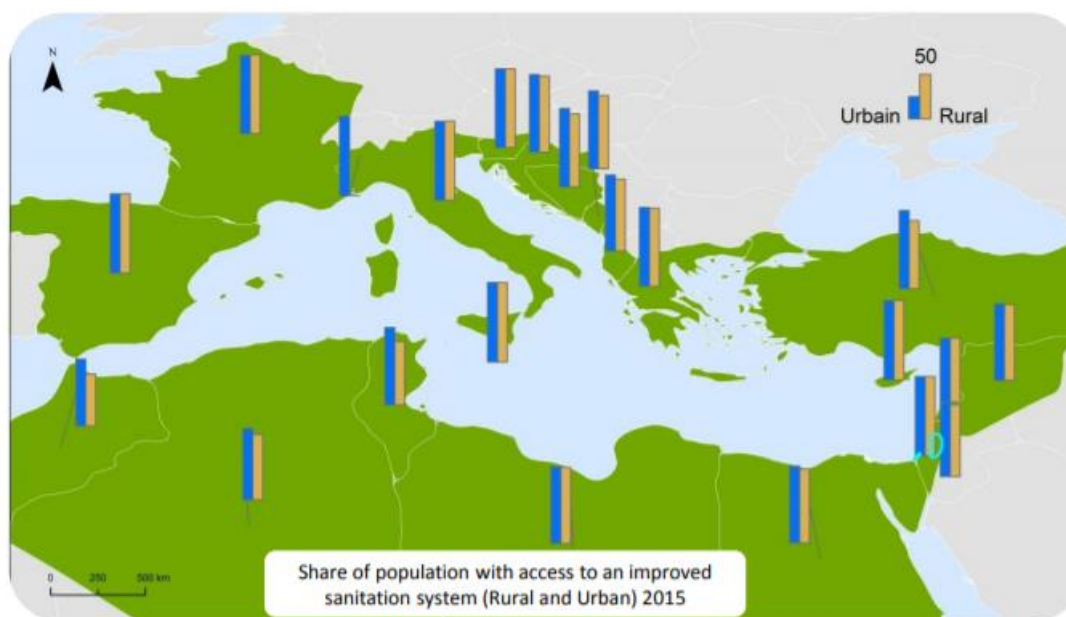 N
50
Urbain Rural
0 250 500 km
Share of population with access to an improved
sanitation system (Rural and Urban) 2015